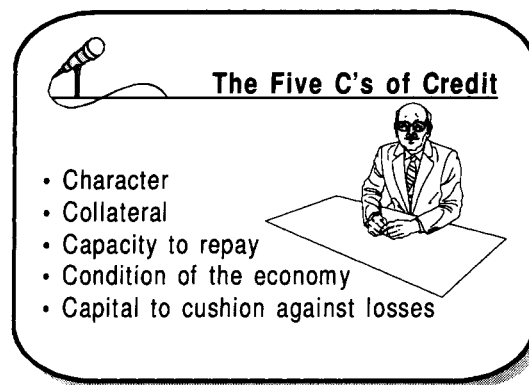 The Five C's of Credit
• Character
• Collateral
• Capacity to repay
• Condition of the economy
• Capital to cushion against losses